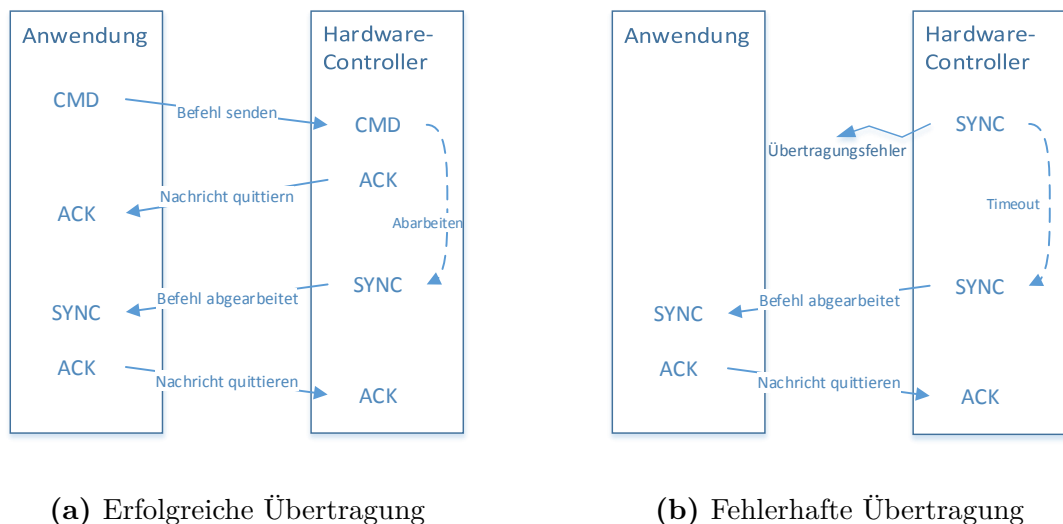 Anwendung
Hardware-
Controller
CMD
Befehl senden
CMD
ACK
Nachricht quittiern
ACK
Abarbeiten
SYNC
Befehl abgearbeitet
SYNC
ACK
Nachricht quittieren
ACK
(a) Erfolgreiche Übertragung
Anwendung
Hardware-
Controller
SYNC
Übertragungsfehler
Timeout
SYNC
Befehl abgearbeitet
SYNC
ACK
Nachricht quittieren
ACK
(b) Fehlerhafte Übertragung